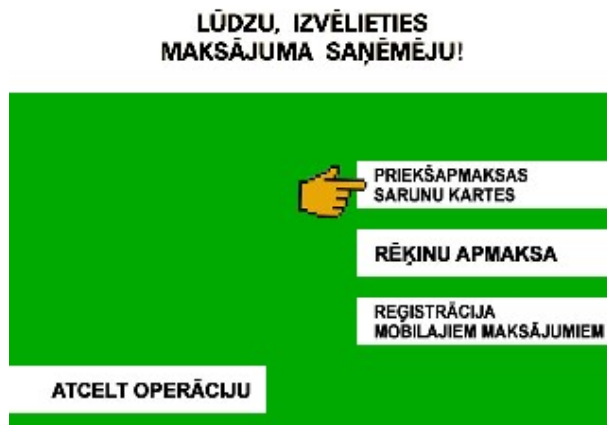 LŪDZU, IZVĒLIETIES
MAKSĀJUMA SAŅĒMĒJU!
PRIEKŠAPMAKSAS
SARUNU KARTES
RĒĶINU APMAKSA
REĢISTRĀCIJA
MOBILAJIEM MAKSĀJUMIEM
ATCELT OPERĀCIJU